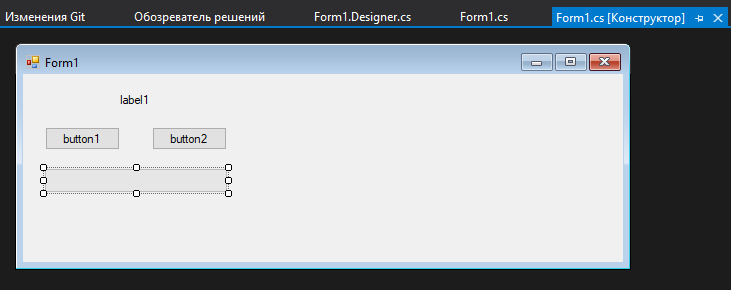 Изменения Git Обозреватель решений Form1.Designer.cs Form1.cs Form1.cs [Конструктор]
Form1
label1
button1 button2